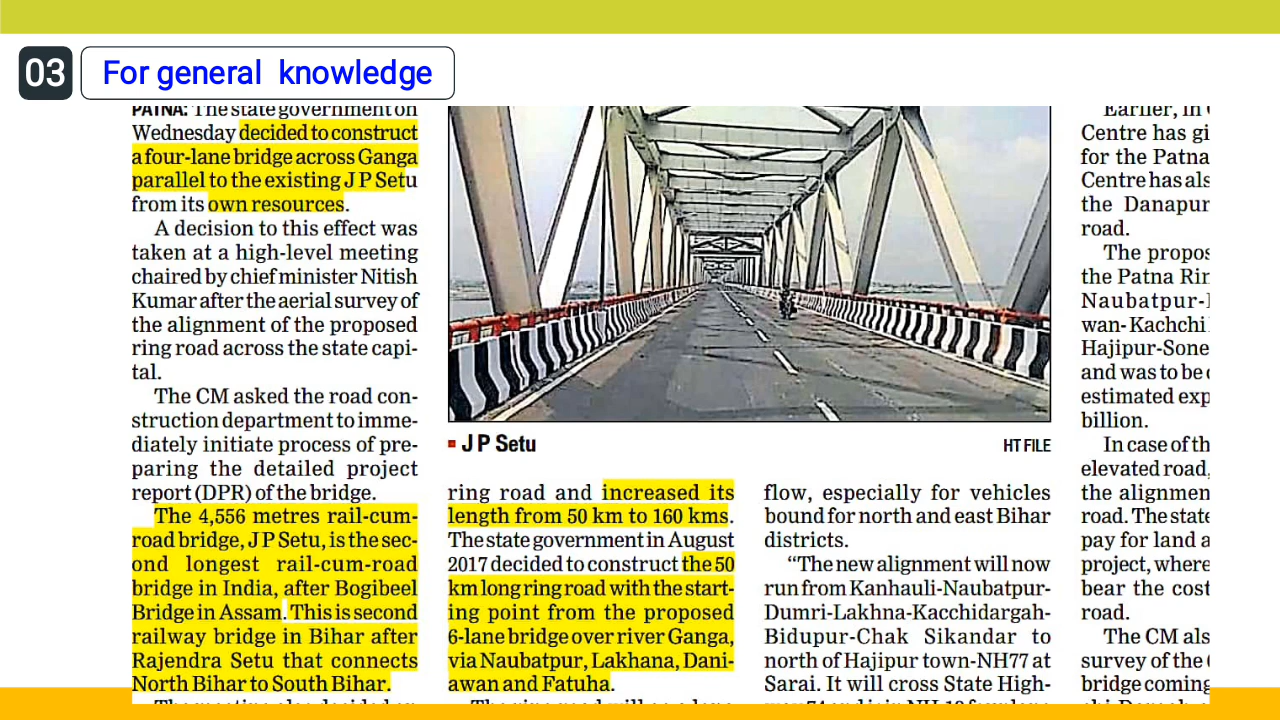 03
For general knowledge
PATNA: The state government on
Wednesday decided to construct
a four-lane bridge across Ganga
parallel to the existing J P Setu
from its own resources.
A decision to this effect was
taken at a high-level meeting
chaired by chief minister Nitish
Kumar after the aerial survey of
the alignment of the proposed
ring road across the state capi-
tal.
The CM asked the road con-
struction department to imme-
diately initiate process of pre-
paring the detailed project
report (DPR) of the bridge.
The 4,556 metres rail-cum-
road bridge, J P Setu, is the sec-
ond longest rail-cum-road
bridge in India, after Bogibeel
Bridge in Assam. This is second
railway bridge in Bihar after
Rajendra Setu that connects
North Bihar to South Bihar.
J P Setu
HT FILE
ring road and increased its
length from 50 km to 160 kms.
The state government in August
2017 decided to construct the 50
km long ring road with the start-
ing point from the proposed
6-lane bridge over river Ganga,
via Naubatpur, Lakhana, Dani-
awan and Fatuha.
flow, especially for vehicles
bound for north and east Bihar
districts.
“The new alignment will now
run from Kanhauli-Naubatpur-
Dumri-Lakhna-Kacchidargah-
Bidupur-Chak Sikandar to
north of Hajipur town-NH77 at
Sarai. It will cross State High-
Earlier, in
Centre has gi
for the Patna
Centre has als
the Danapur
road.
The propos
the Patna Rin
Naubatpur-
wan-Kachchi
Hajipur-Sone
and was to be
estimated exp
billion.
In case of th
elevated road,
the alignmen
road. The state
pay for land a
project, where
bear the cost
road.
The CM als
survey of the
bridge coming